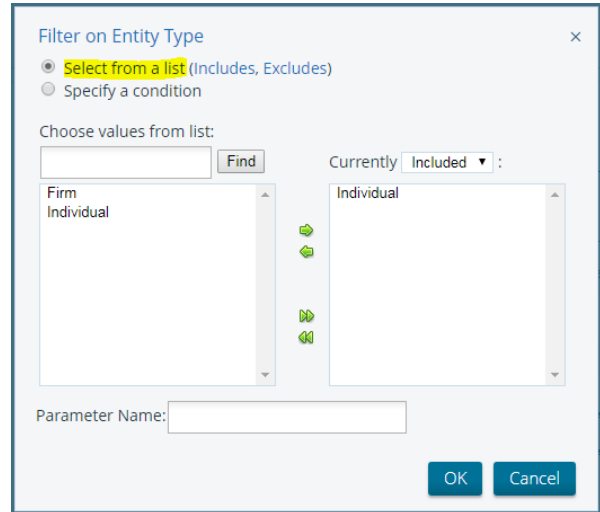 Filter on Entity Type ×
Select from a list (Includes, Excludes)
Specify a condition
Choose values from list:
Find Currently Included :
Firm Individual
Individual
Parameter Name:
OK Cancel